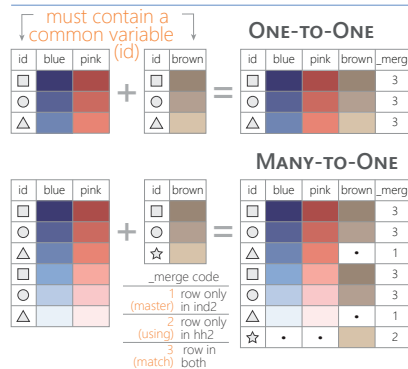 must contain a
common variable
(id)
ONE-TO-ONE
id blue pink
id brown
id blue pink brown _merge
+
=
3
3
3
MANY-TO-ONE
id blue pink
id brown
id blue pink brown _merge
+
=
3
3
1
3
3
1
2
_merge code
1 row only
(master) in ind2
2 row only
(using) in hh2
3 row in
(match) both